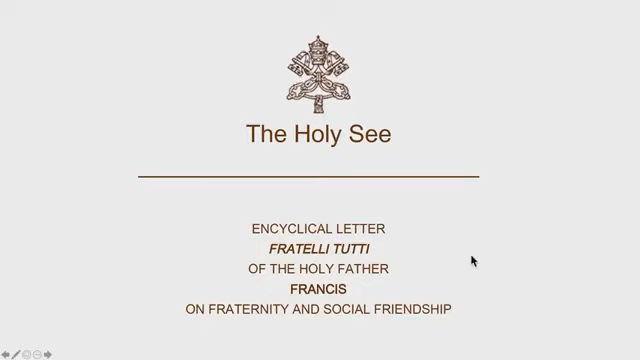 The Holy See
ENCYCLICAL LETTER
FRATELLI TUTTI
OF THE HOLY FATHER
FRANCIS
ON FRATERNITY AND SOCIAL FRIENDSHIP